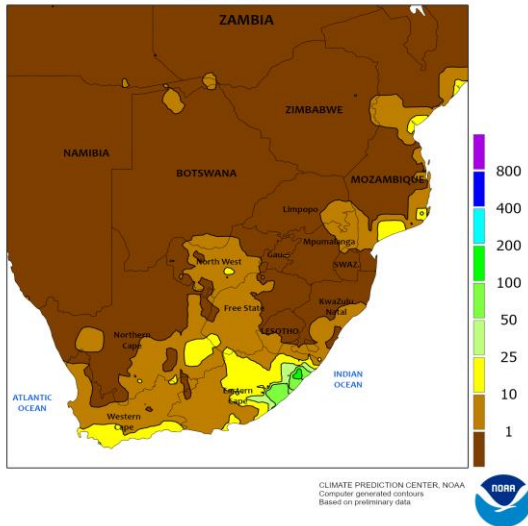 ZAMBIA
ZIMBABWE
NAMIBIA
BOTSWANA
MOZAMBIQUE
Limpopo
Mpumalanga
North West
SWAZ.
Free State
KwaZulu
Natal
LESOTHO
Northern
Cape
Eastern
Cape
Western
Cape
ATLANTIC
OCEAN
INDIAN
OCEAN
800
400
200
100
50
25
10
1
CLIMATE PREDICTION CENTER, NOAA
Computer generated contours
Based on preliminary data
NOAA